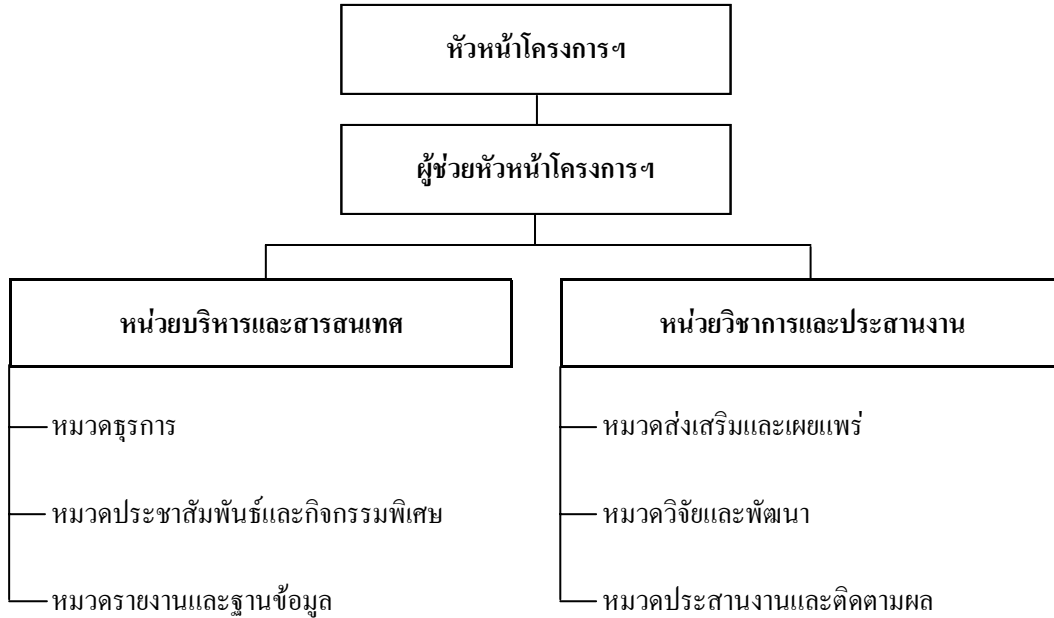 หัวหน้าโครงการฯ
ผู้ช่วยหัวหน้าโครงการฯ
หน่วยบริหารและสารสนเทศ
หมวดธุรการ
หมวดประชาสัมพันธ์และกิจกรรมพิเศษ
หมวดรายงานและฐานข้อมูล
หน่วยวิชาการและประสานงาน
หมวดส่งเสริมและเผยแพร่
หมวดวิจัยและพัฒนา
หมวดประสานงานและติดตามผล